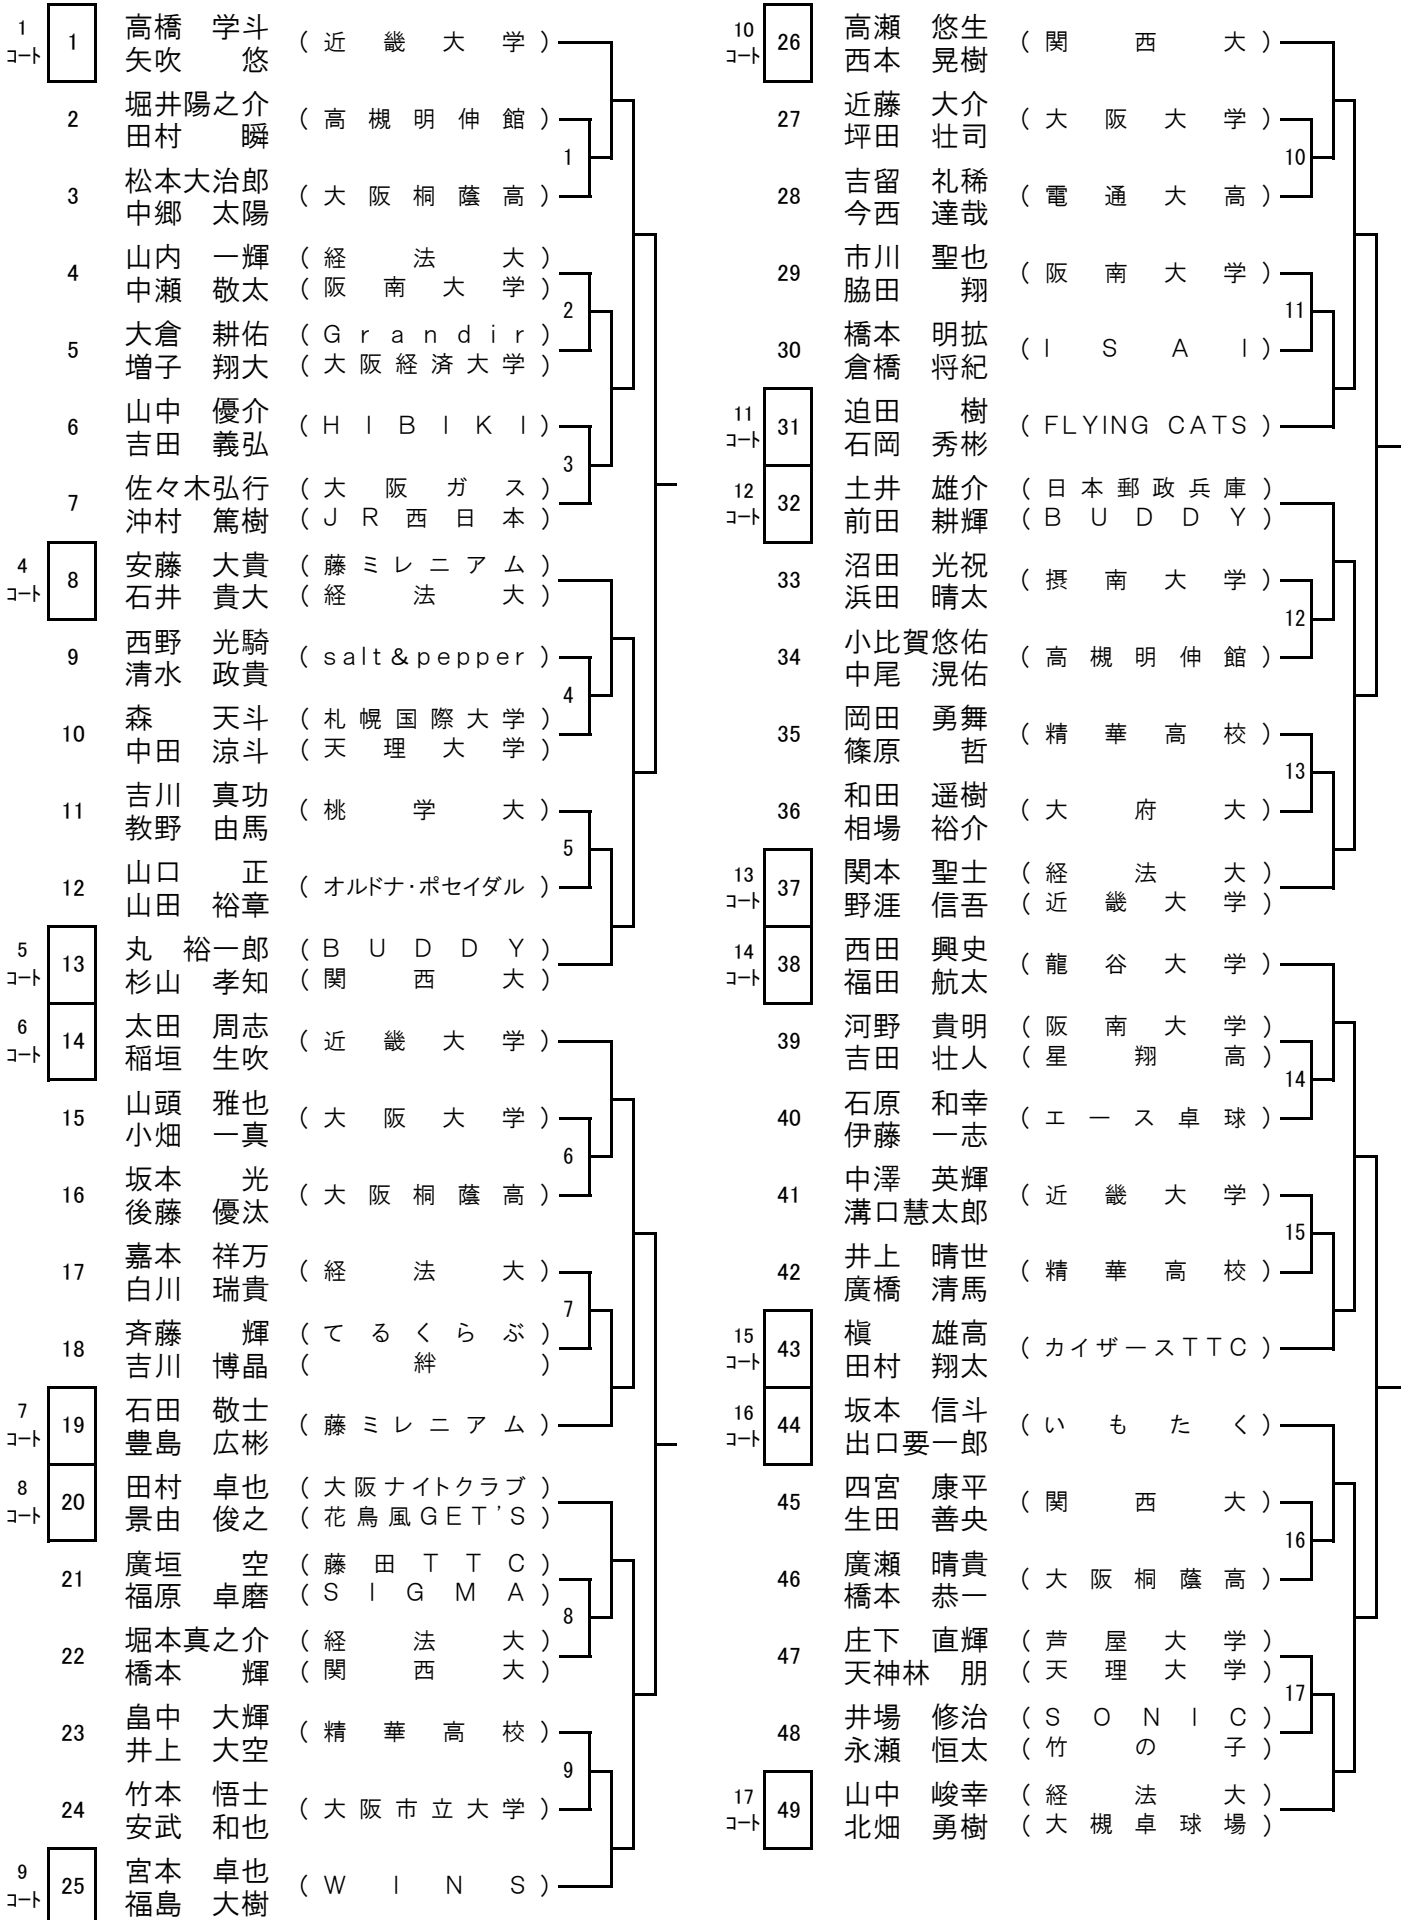 1 コート 1 高橋 学斗 矢吹 悠 (近畿大学)
2 堀井陽之介 田村 瞬 (高槻明伸館)
1
3 松本大治郎 中郷 太陽 (大阪桐蔭高)
4 山内 一輝 (経法大) 中瀬 敬太 (阪南大学)
2
5 大倉 耕佑 (Grandir) 増子 翔大 (大阪経済大学)
6 山中 優介 吉田 義弘 (HIBIKI)
3
7 佐々木弘行 (大阪ガス) 沖村 篤樹 (JR西日本)
4 コート 8 安藤 大貴 (藤ミレニアム) 石井 貴大 (経法大)
9 西野 光騎 清水 政貴 (salt&pepper)
4
10 森 天斗 (札幌国際大学) 中田 涼斗 (天理大学)
11 吉川 真功 教野 由馬 (桃学大)
5
12 山口 正 山田 裕章 (オルドナ・ポセイダル)
5 コート 13 丸 裕一郎 (BUDDY) 杉山 孝知 (関西大)
6 コート 14 太田 周志 稲垣 生吹 (近畿大学)
15 山頭 雅也 小畑 一真 (大阪大学)
6
16 坂本 光 後藤 優汰 (大阪桐蔭高)
17 嘉本 祥万 白川 瑞貴 (経法大)
7
18 斉藤 輝 (てるくらぶ) 吉川 博晶 (絆)
7 コート 19 石田 敬士 豊島 広彬 (藤ミレニアム)
8 コート 20 田村 卓也 (大阪ナイトクラブ) 景由 俊之 (花鳥風GET'S)
21 廣垣 空 (藤田TTC) 福原 卓磨 (SIGMA)
8
22 堀本真之介 (経法大) 橋本 輝 (関西大)
23 畠中 大輝 井上 大空 (精華高校)
9
24 竹本 悟士 安武 和也 (大阪市立大学)
9 コート 25 宮本 卓也 福島 大樹 (WINS)
10 コート 26 高瀬 悠生 西本 晃樹 (関西大)
27 近藤 大介 坪田 壮司 (大阪大学)
10
28 吉留 礼稀 今西 達哉 (電通大高)
29 市川 聖也 脇田 翔 (阪南大学)
11
30 橋本 明拡 倉橋 将紀 (ISAI)
11 コート 31 迫田 樹 石岡 秀彬 (FLYING CATS)
12 コート 32 土井 雄介 (日本郵政兵庫) 前田 耕輝 (BUDDY)
33 沼田 光祝 浜田 晴太 (摂南大学)
12
34 小比賀悠佑 中尾 滉佑 (高槻明伸館)
35 岡田 勇舞 篠原 哲 (精華高校)
13
36 和田 遥樹 相場 裕介 (大府大)
13 コート 37 関本 聖士 (経法大) 野涯 信吾 (近畿大学)
14 コート 38 西田 興史 福田 航太 (龍谷大学)
39 河野 貴明 (阪南大学) 吉田 壮人 (星翔高)
14
40 石原 和幸 伊藤 一志 (エース卓球)
41 中澤 英輝 溝口慧太郎 (近畿大学)
15
42 井上 晴世 廣橋 清馬 (精華高校)
15 コート 43 槇 雄高 田村 翔太 (カイザースTTC)
16 コート 44 坂本 信斗 出口要一郎 (いもたく)
45 四宮 康平 生田 善央 (関西大)
16
46 廣瀬 晴貴 橋本 恭一 (大阪桐蔭高)
47 庄下 直輝 (芦屋大学) 天神林 朋 (天理大学)
17
48 井場 修治 (SONIC) 永瀬 恒太 (竹の子)
17 コート 49 山中 峻幸 (経法大) 北畑 勇樹 (大槻卓球場)